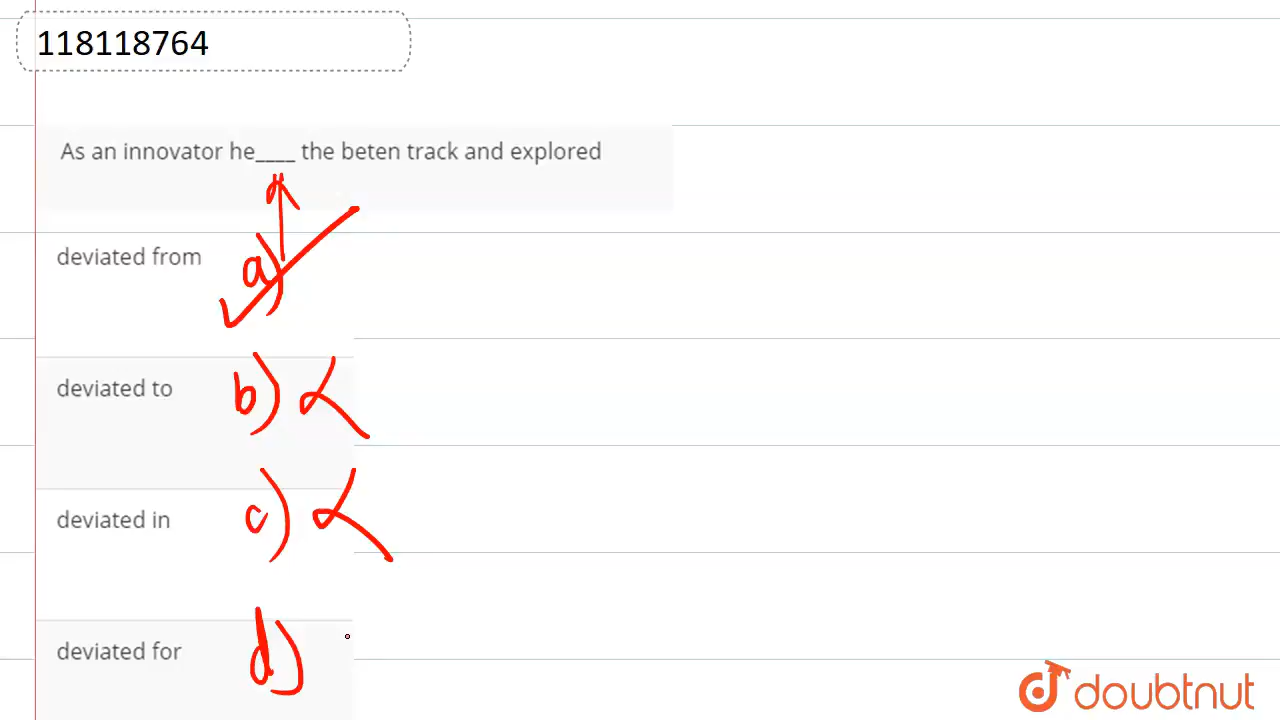 118118764
As an innovator he____ the beten track and explored
deviated from a)
deviated to b)
deviated in c)
deviated for d)
doubtnut